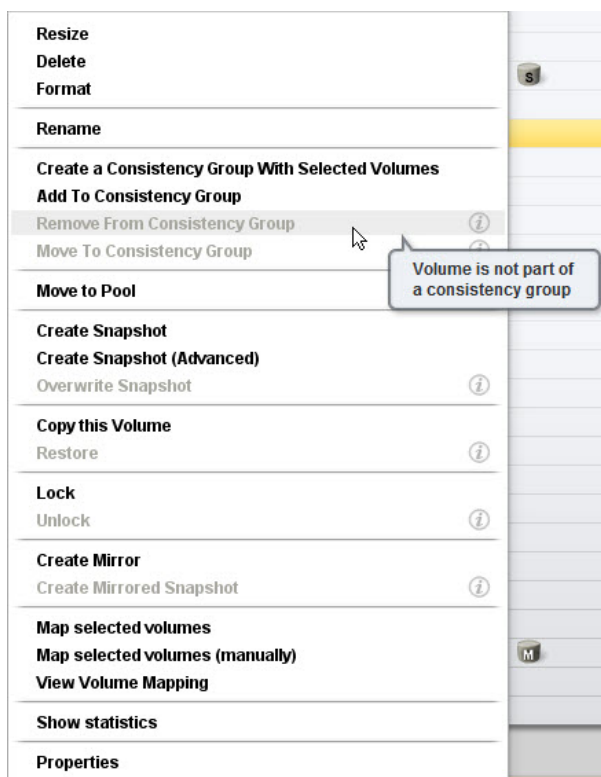 Resize
Delete
Format
Rename
Create a Consistency Group With Selected Volumes
Add To Consistency Group
Remove From Consistency Group
Move To Consistency Group
Volume is not part of
a consistency group
Move to Pool
Create Snapshot
Create Snapshot (Advanced)
Overwrite Snapshot
Copy this Volume
Restore
Lock
Unlock
Create Mirror
Create Mirrored Snapshot
Map selected volumes
Map selected volumes (manually)
View Volume Mapping
Show statistics
Properties
S
M